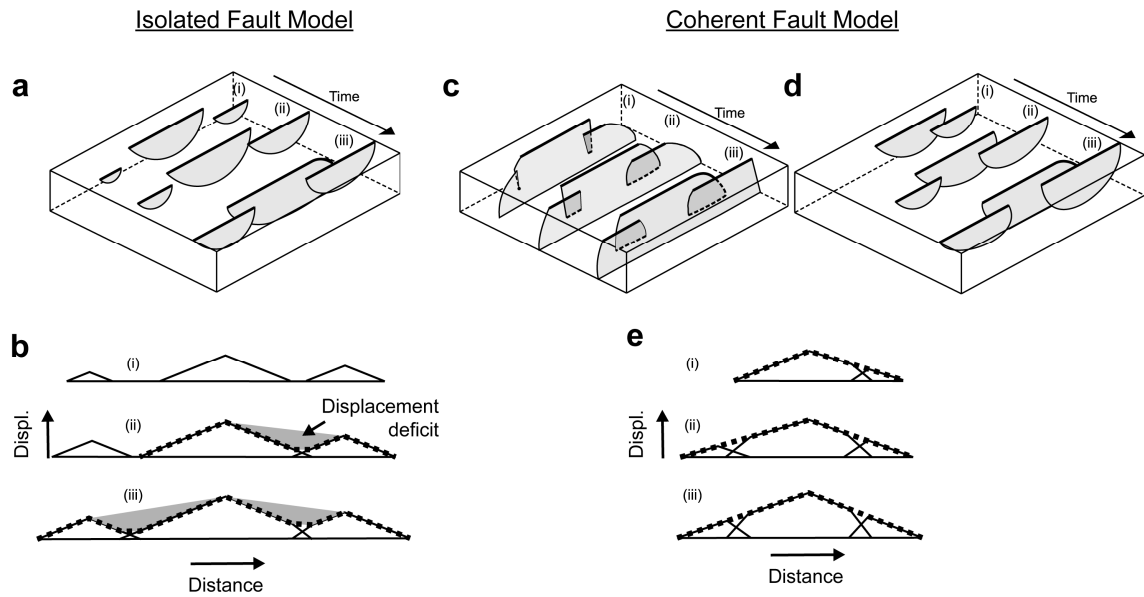 Isolated Fault Model
Coherent Fault Model
a
(i)
(ii)
(iii)
Time
c
(i)
(ii)
(iii)
Time
d
(i)
(ii)
(iii)
Time
b
(i)
(ii)
(iii)
Displ.
Displacement
deficit
Distance
e
(i)
(ii)
(iii)
Displ.
Distance